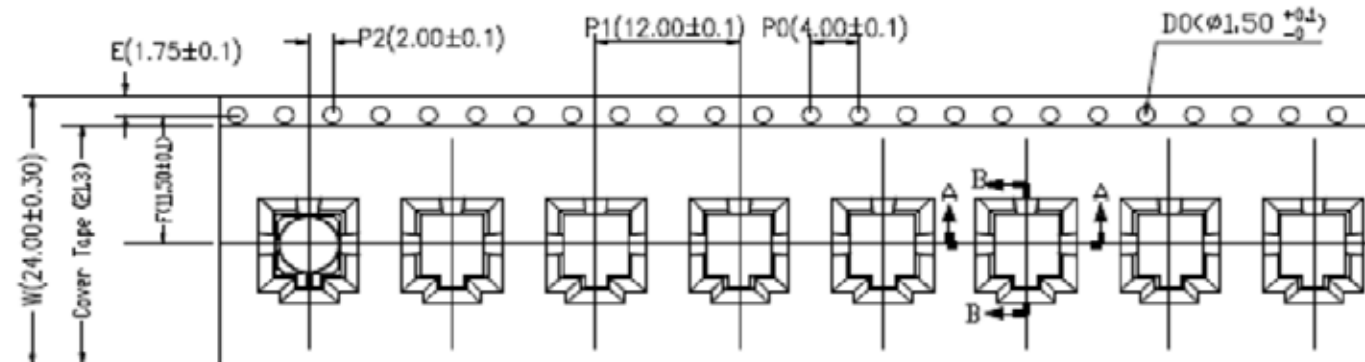 E(1.75±0.1)
P2(2.00±0.1)
P1(12.00±0.1)
P0(4.00±0.1)
D0(Ø1.50 +0.1 -0)
W(24.00±0.30)
Cover Tape (21.3)
F(11.50±0.1)
B
A
A
B